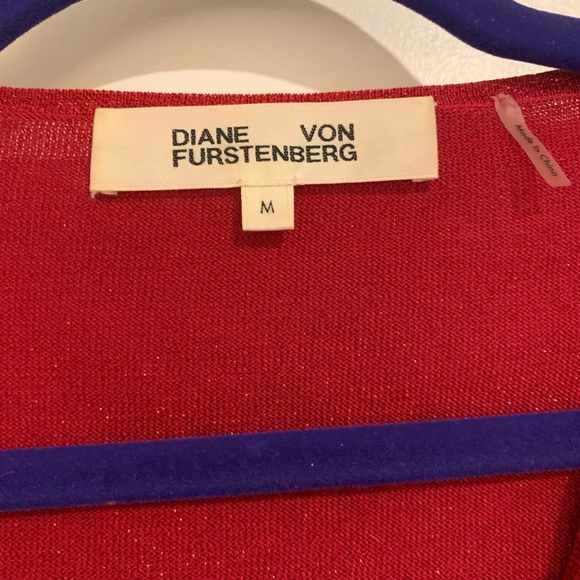 DIANE VON
FURSTENBERG
M
Made in China